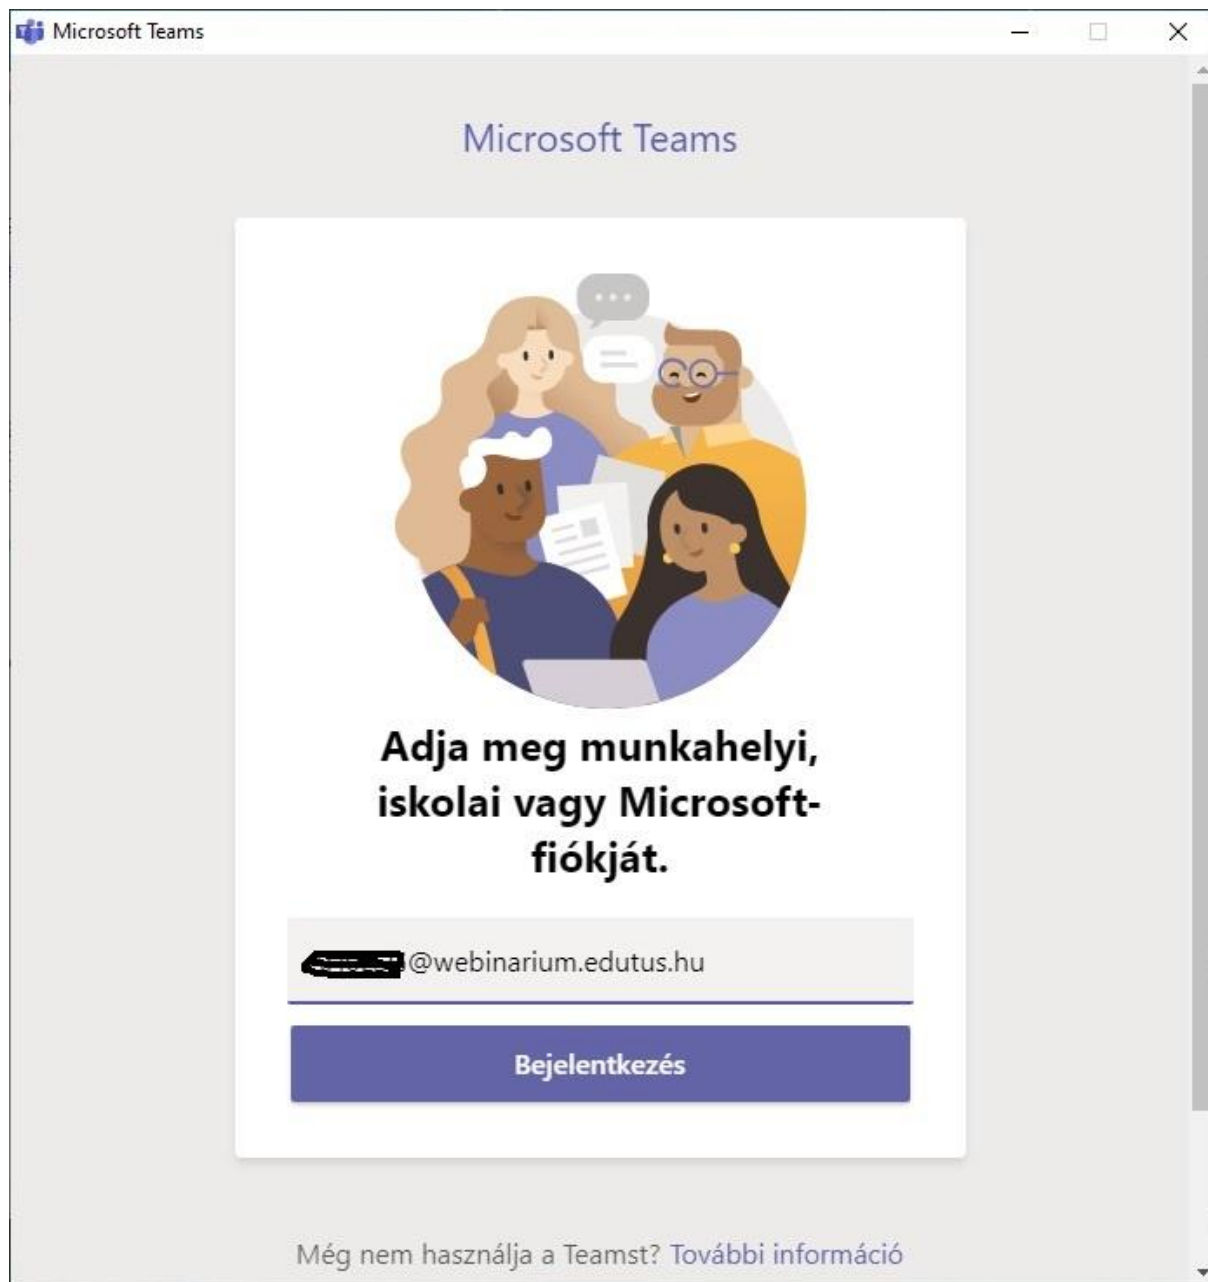 Microsoft Teams
Microsoft Teams
Adja meg munkahelyi,
iskolai vagy Microsoft-
fiókját.
@webinarium.edutus.hu
Bejelentkezés
Még nem használja a Teamst? További információ